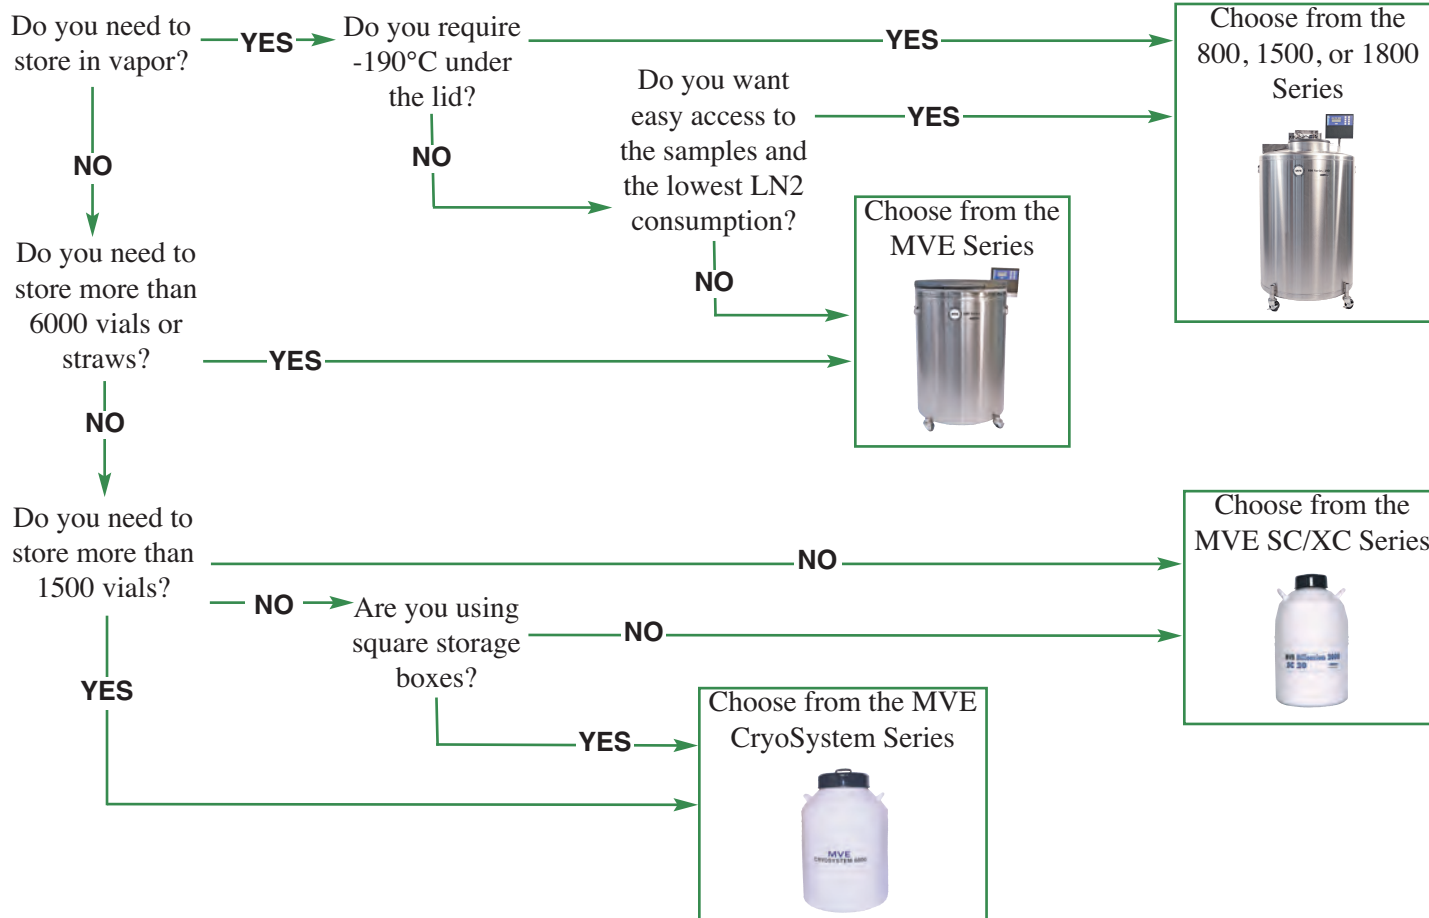 Do you need to
store in vapor?
YES
Do you require
-190°C under
the lid?
YES
Choose from the
800, 1500, or 1800
Series
NO
Do you want
easy access to
the samples and
the lowest LN2
consumption?
YES
NO
Choose from the
MVE Series
NO
Do you need to
store more than
6000 vials or
straws?
YES
NO
Do you need to
store more than
1500 vials?
NO
Choose from the
MVE SC/XC Series
NO
Are you using
square storage
boxes?
NO
YES
YES
Choose from the MVE
CryoSystem Series
MVE